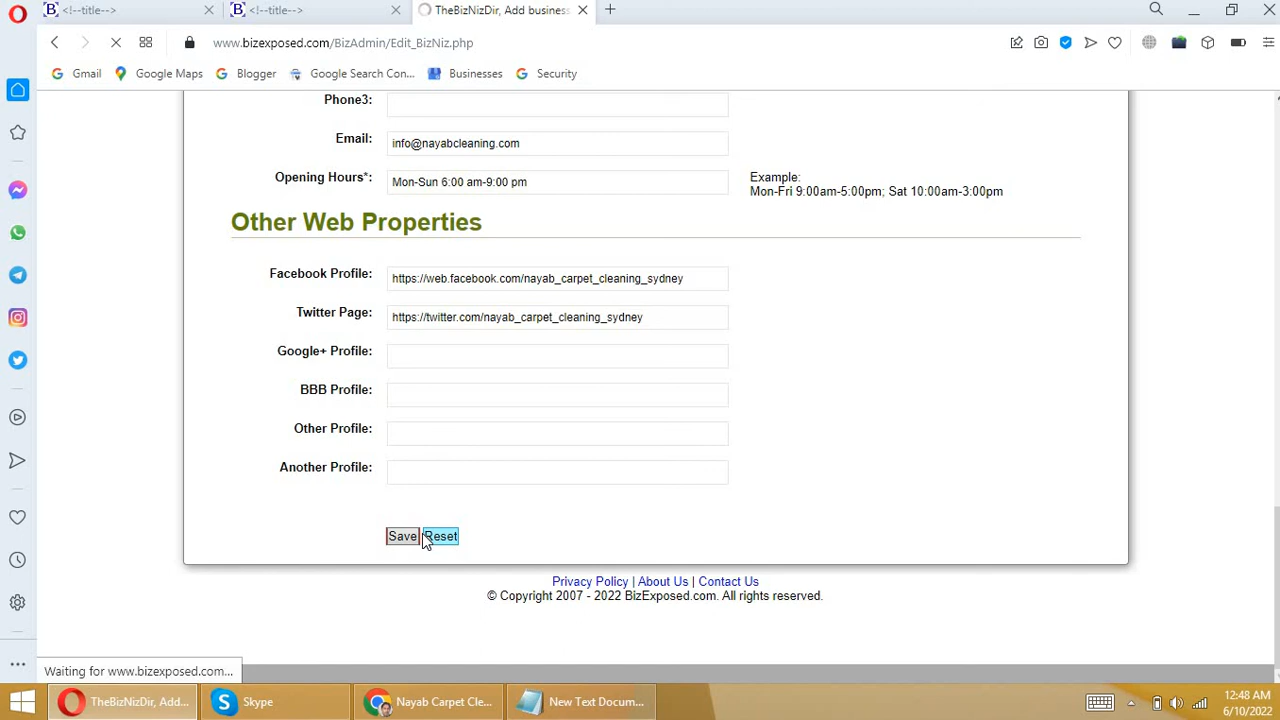 <!--title-->
<!--title-->
TheBizNizDir, Add business
www.bizexposed.com/BizAdmin/Edit_BizNiz.php
Gmail
Google Maps
Blogger
Google Search Con...
Businesses
Security
Phone3:
Email:
info@nayabcleaning.com
Opening Hours*:
Mon-Sun 6:00 am-9:00 pm
Example:
Mon-Fri 9:00am-5:00pm; Sat 10:00am-3:00pm
Other Web Properties
Facebook Profile:
https://web.facebook.com/nayab_carpet_cleaning_sydney
Twitter Page:
https://twitter.com/nayab_carpet_cleaning_sydney
Google+ Profile:
BBB Profile:
Other Profile:
Another Profile:
Save
Reset
Privacy Policy | About Us | Contact Us
© Copyright 2007 - 2022 BizExposed.com. All rights reserved.
Waiting for www.bizexposed.com...
TheBizNizDir, Add...
Skype
Nayab Carpet Cle...
New Text Docum...
12:48 AM
6/10/2022